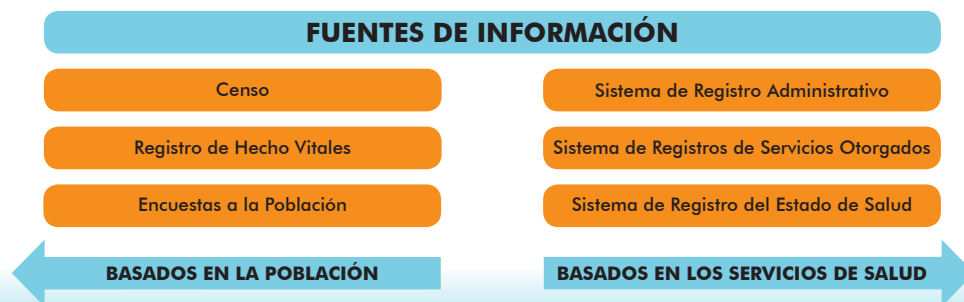 FUENTES DE INFORMACIÓN
Censo
Registro de Hecho Vitales
Encuestas a la Población
BASADOS EN LA POBLACIÓN
Sistema de Registro Administrativo
Sistema de Registros de Servicios Otorgados
Sistema de Registro del Estado de Salud
BASADOS EN LOS SERVICIOS DE SALUD